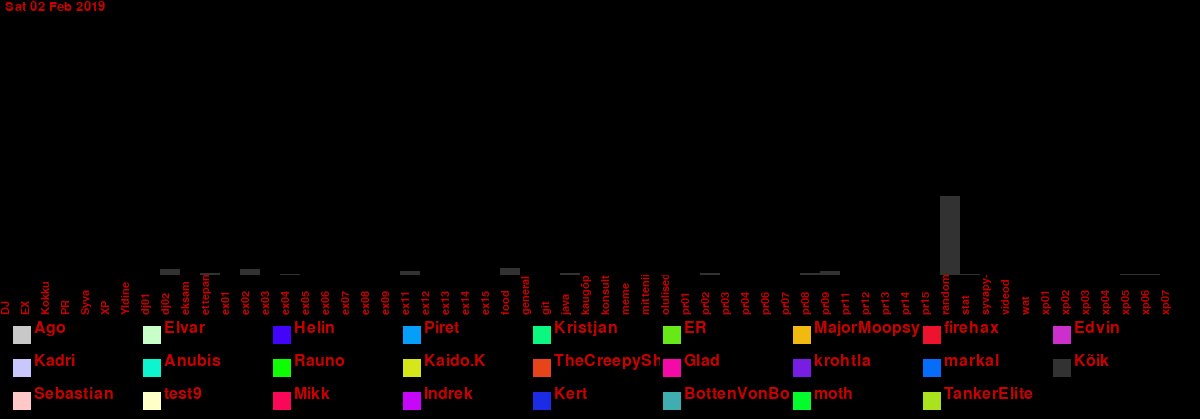 Sat 02 Feb 2019
DJ EX Kokku PR Syva XP Yldine dj01 dj02 eksam ettepan ex01 ex02 ex03 ex04 ex05 ex06 ex07 ex08 ex09 ex11 ex12 ex13 ex14 ex15 food general git java kaugõp konsult meme mittenii olulised pr01 pr02 pr03 pr04 pr06 pr07 pr08 pr09 pr11 pr12 pr13 pr14 pr15 random stat syvapy- videod wat xp01 xp02 xp03 xp04 xp05 xp06 xp07
Ago Elvar Helin Piret Kristjan ER MajorMoopsy firehax Edvin
Kadri Anubis Rauno Kaido.K TheCreepySh Glad krohtla markal Kõik
Sebastian test9 Mikk Indrek Kert BottenVonBo moth TankerElite